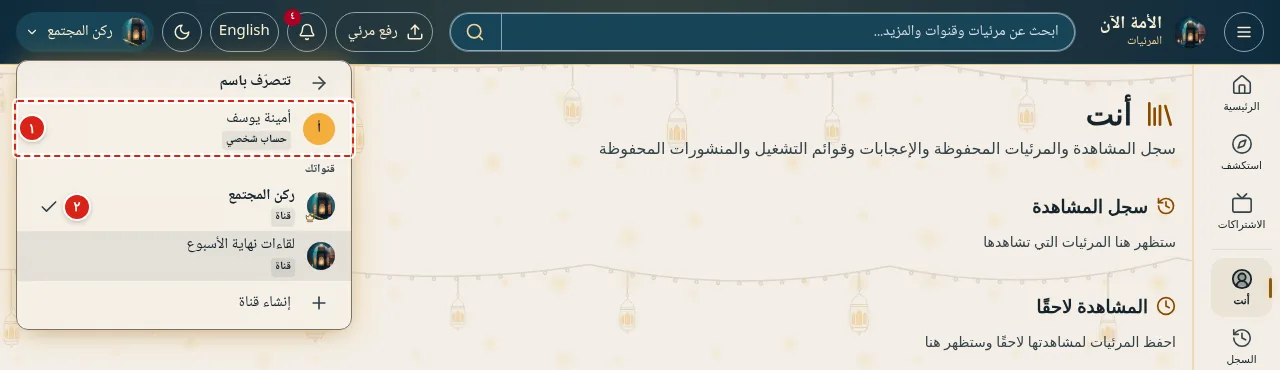 الأمة الآن
المرئيات
ابحث عن مرئيات وقنوات والمزيد...
رفع مرئي
٤
English
ركن المجتمع
تتصرّف باسم
أمينة يوسف
أ
حساب شخصي
١
قنواتك
ركن المجتمع
قناة
٢
لقاءات نهاية الأسبوع
قناة
إنشاء قناة
الرئيسية
استكشف
الاشتراكات
أنت
السجل
أنت
سجل المشاهدة والمرئيات المحفوظة والإعجابات وقوائم التشغيل والمنشورات المحفوظة
سجل المشاهدة
ستظهر هنا المرئيات التي تشاهدها
المشاهدة لاحقًا
احفظ المرئيات لمشاهدتها لاحقًا وستظهر هنا